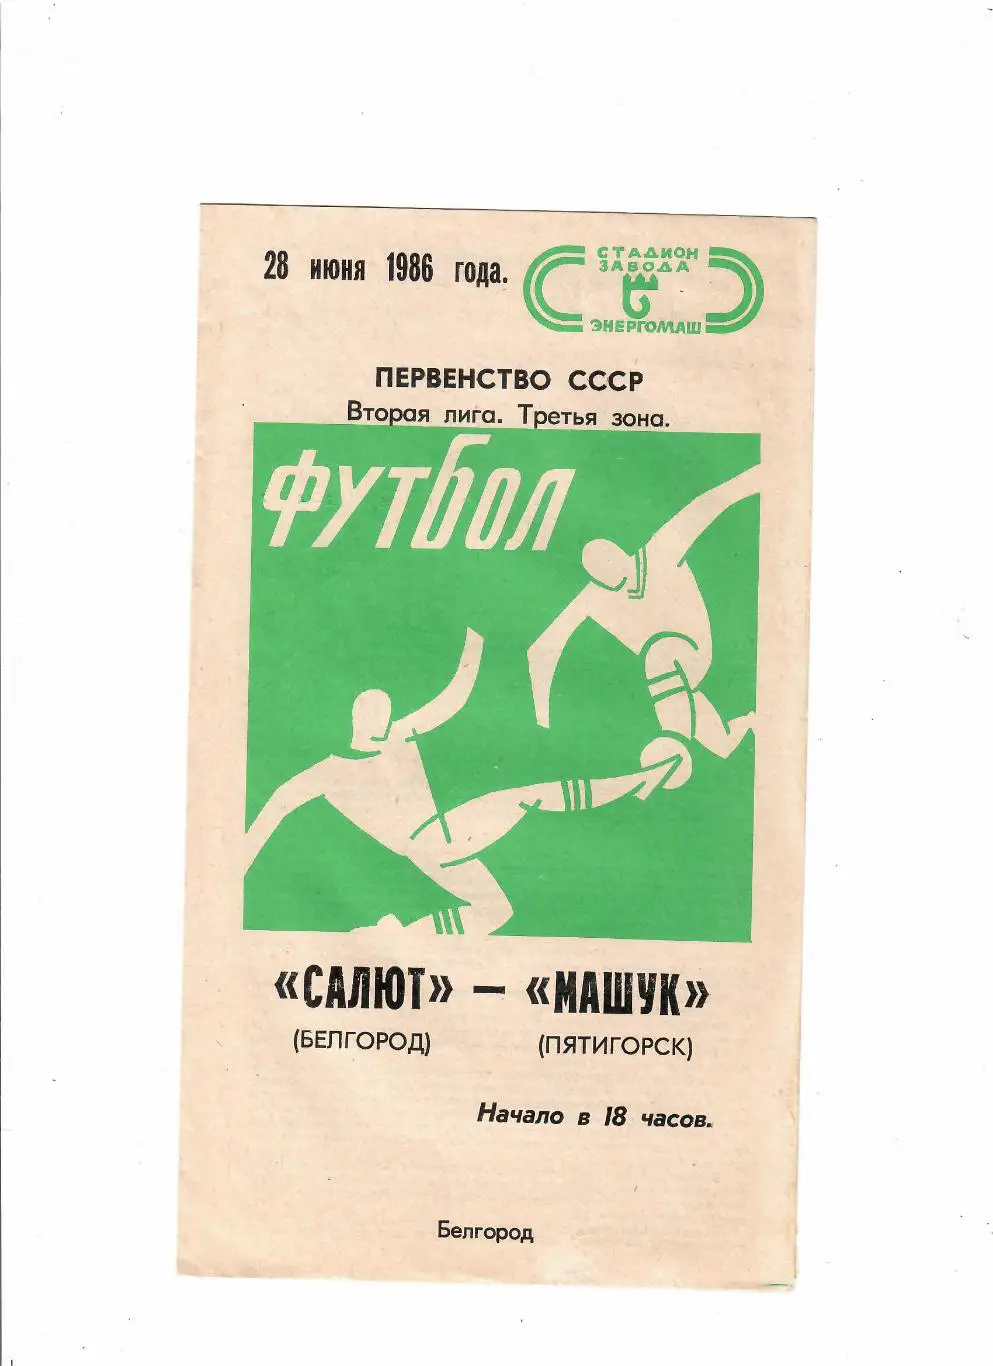 28 июня 1986 года.
СТАДИОН
ЗАВОДА
ЭНЕРГОМАШ
ПЕРВЕНСТВО СССР
Вторая лига. Третья зона.
ФУТБОЛ
«САЛЮТ» — «МАШУК»
(БЕЛГОРОД) (ПЯТИГОРСК)
Начало в 18 часов.
Белгород